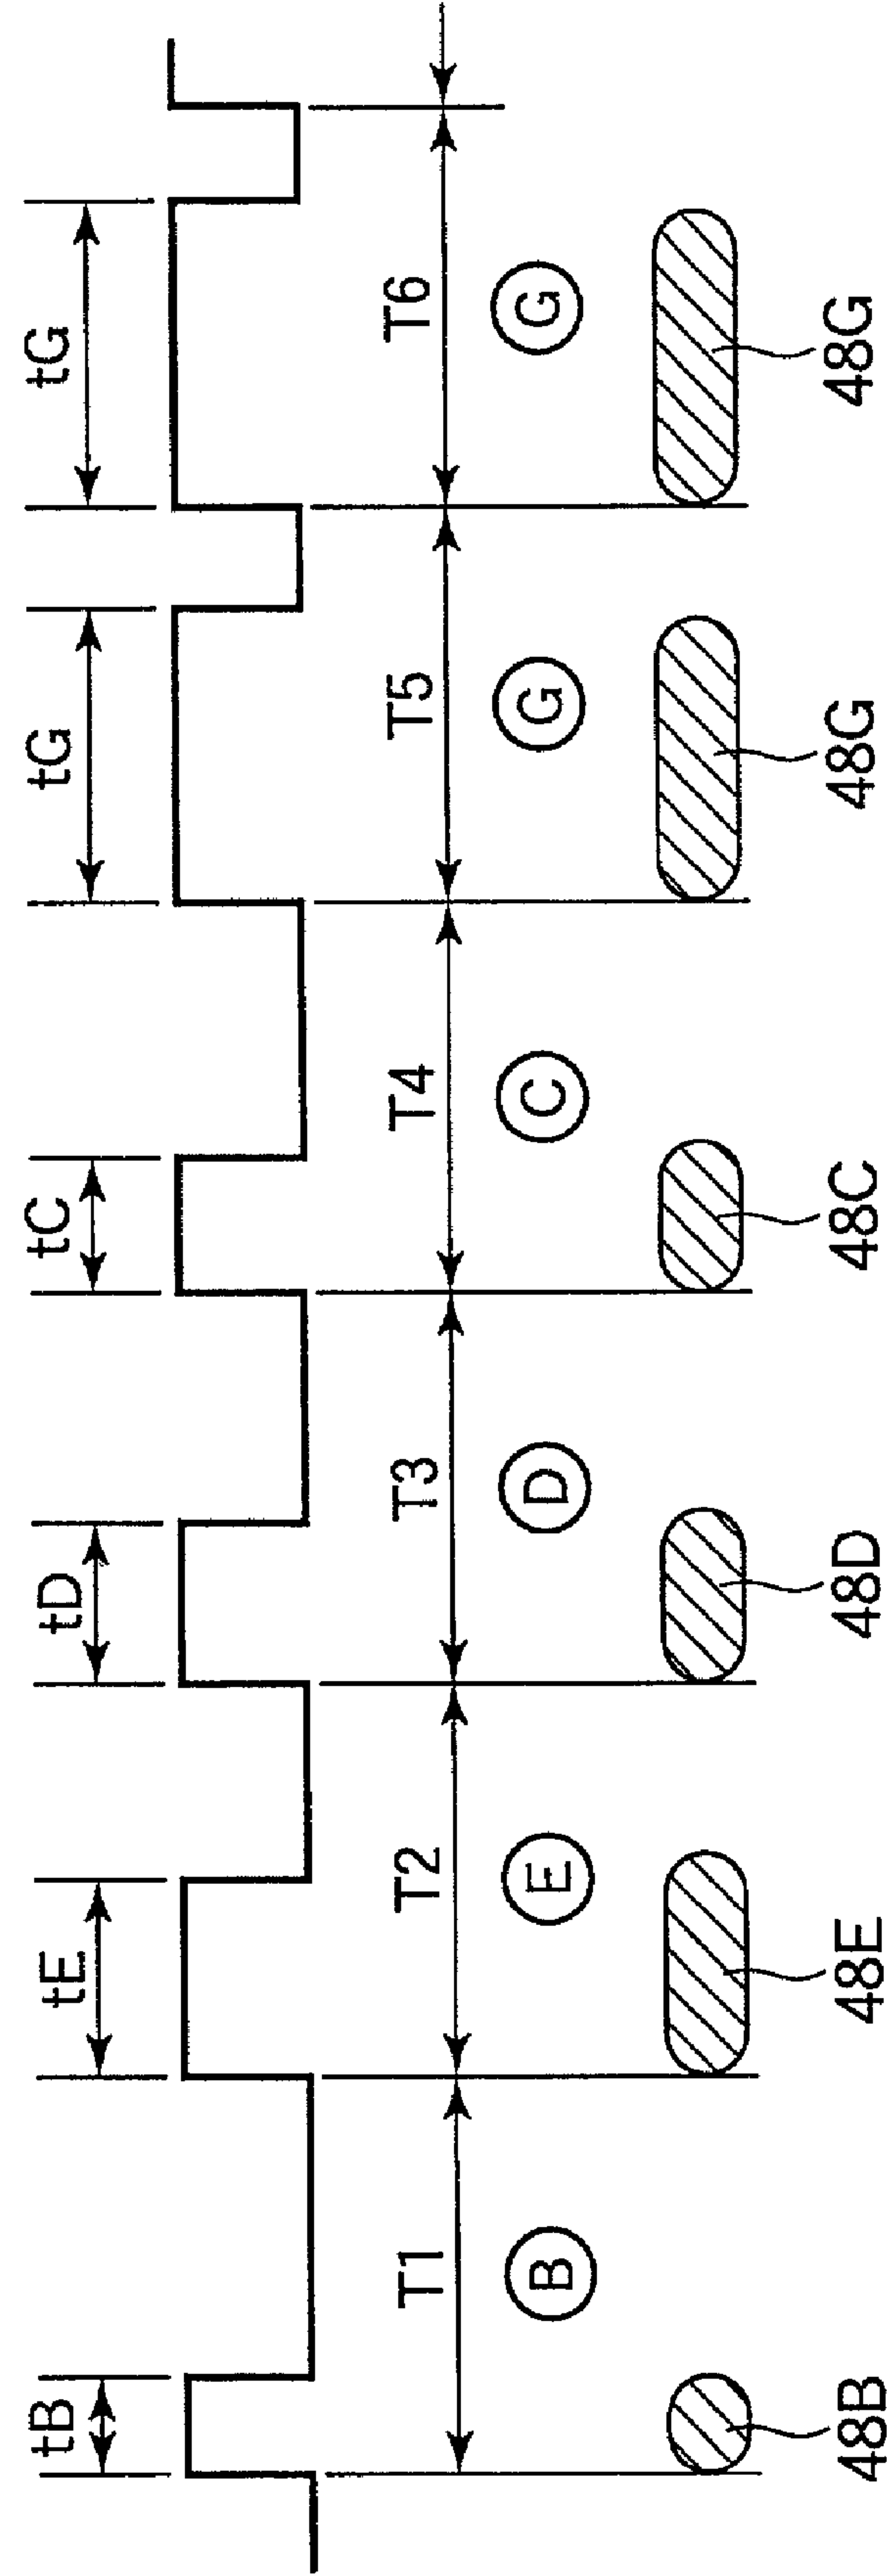 tB tE tD tC tG tG
T1 T2 T3 T4 T5 T6
B E D C G G
48B 48E 48D 48C 48G 48G